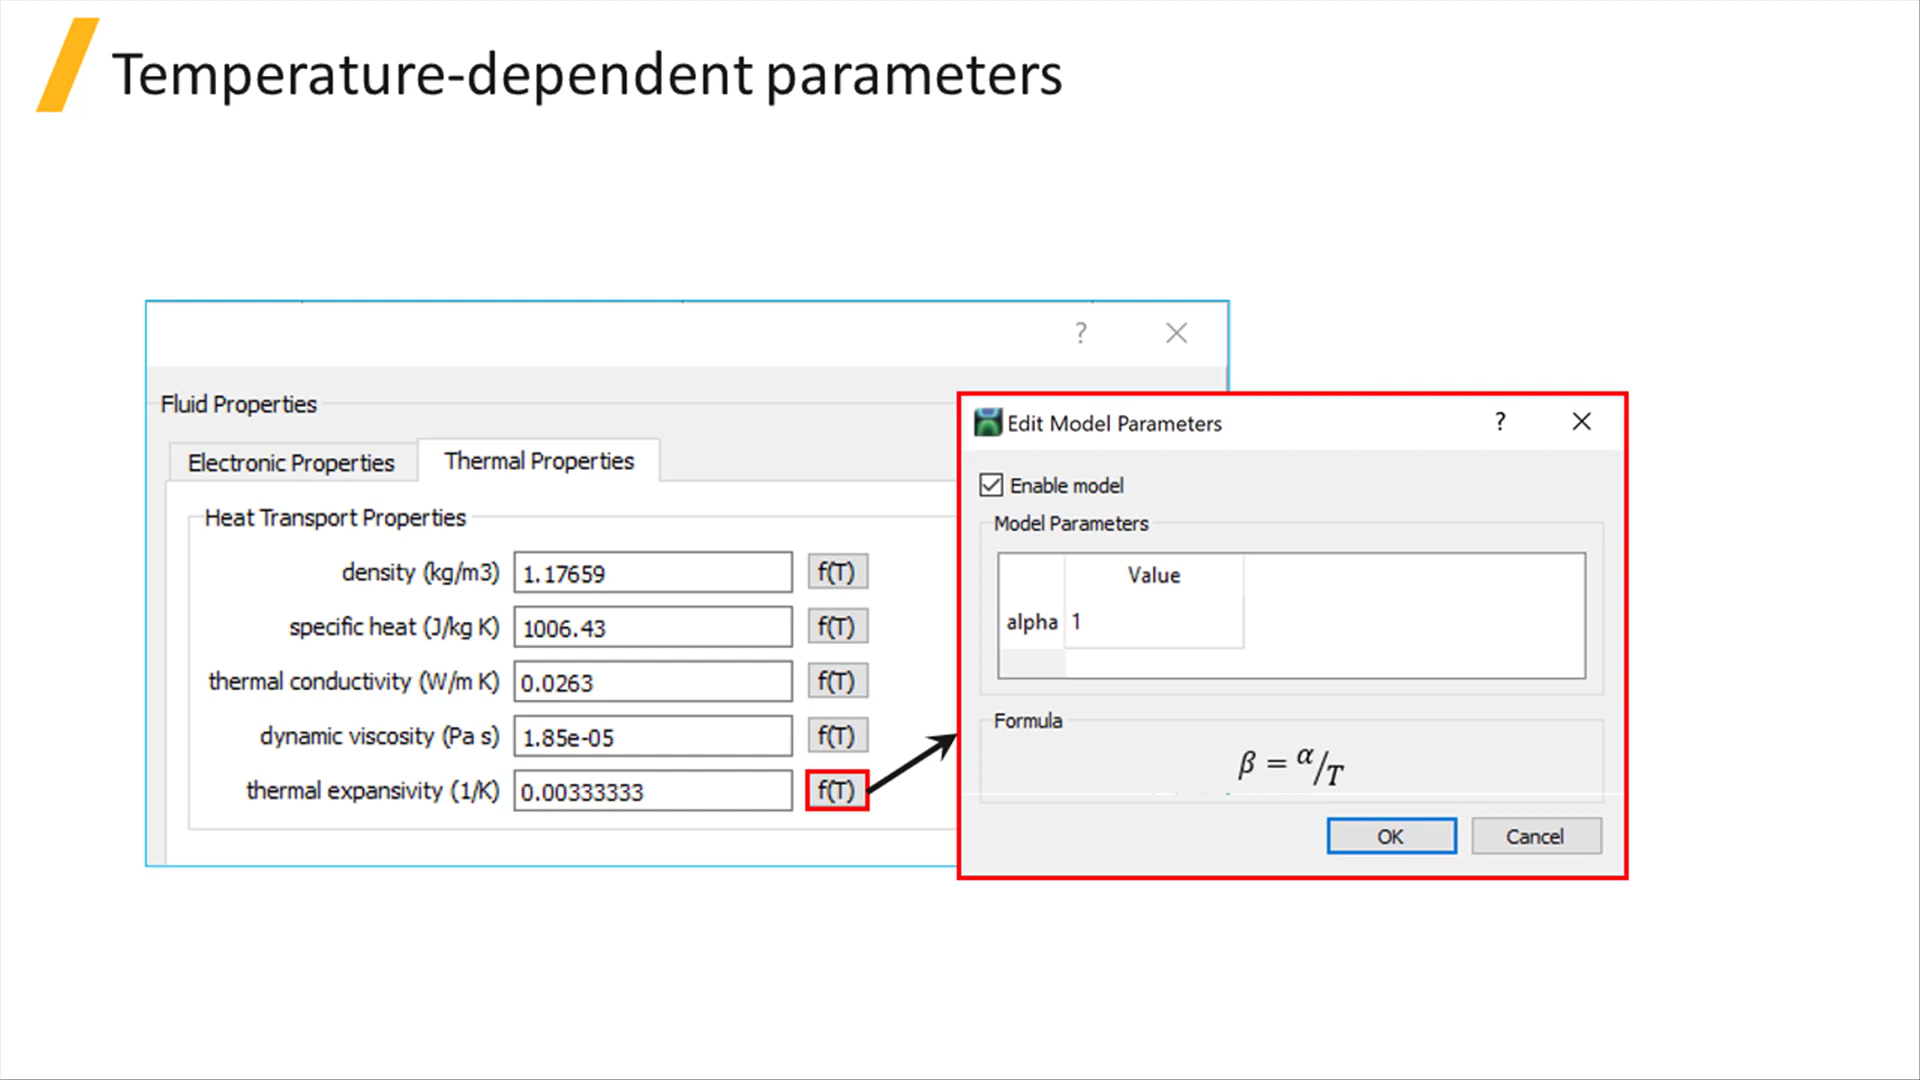 Temperature-dependent parameters
?
Fluid Properties
Electronic Properties Thermal Properties
Heat Transport Properties
density (kg/m3) 1.17659 f(T)
specific heat (J/kg K) 1006.43 f(T)
thermal conductivity (W/m K) 0.0263 f(T)
dynamic viscosity (Pa s) 1.85e-05 f(T)
thermal expansivity (1/K) 0.00333333 f(T)
Edit Model Parameters ?
Enable model
Model Parameters
Value
alpha 1
Formula
β = α/T
OK Cancel